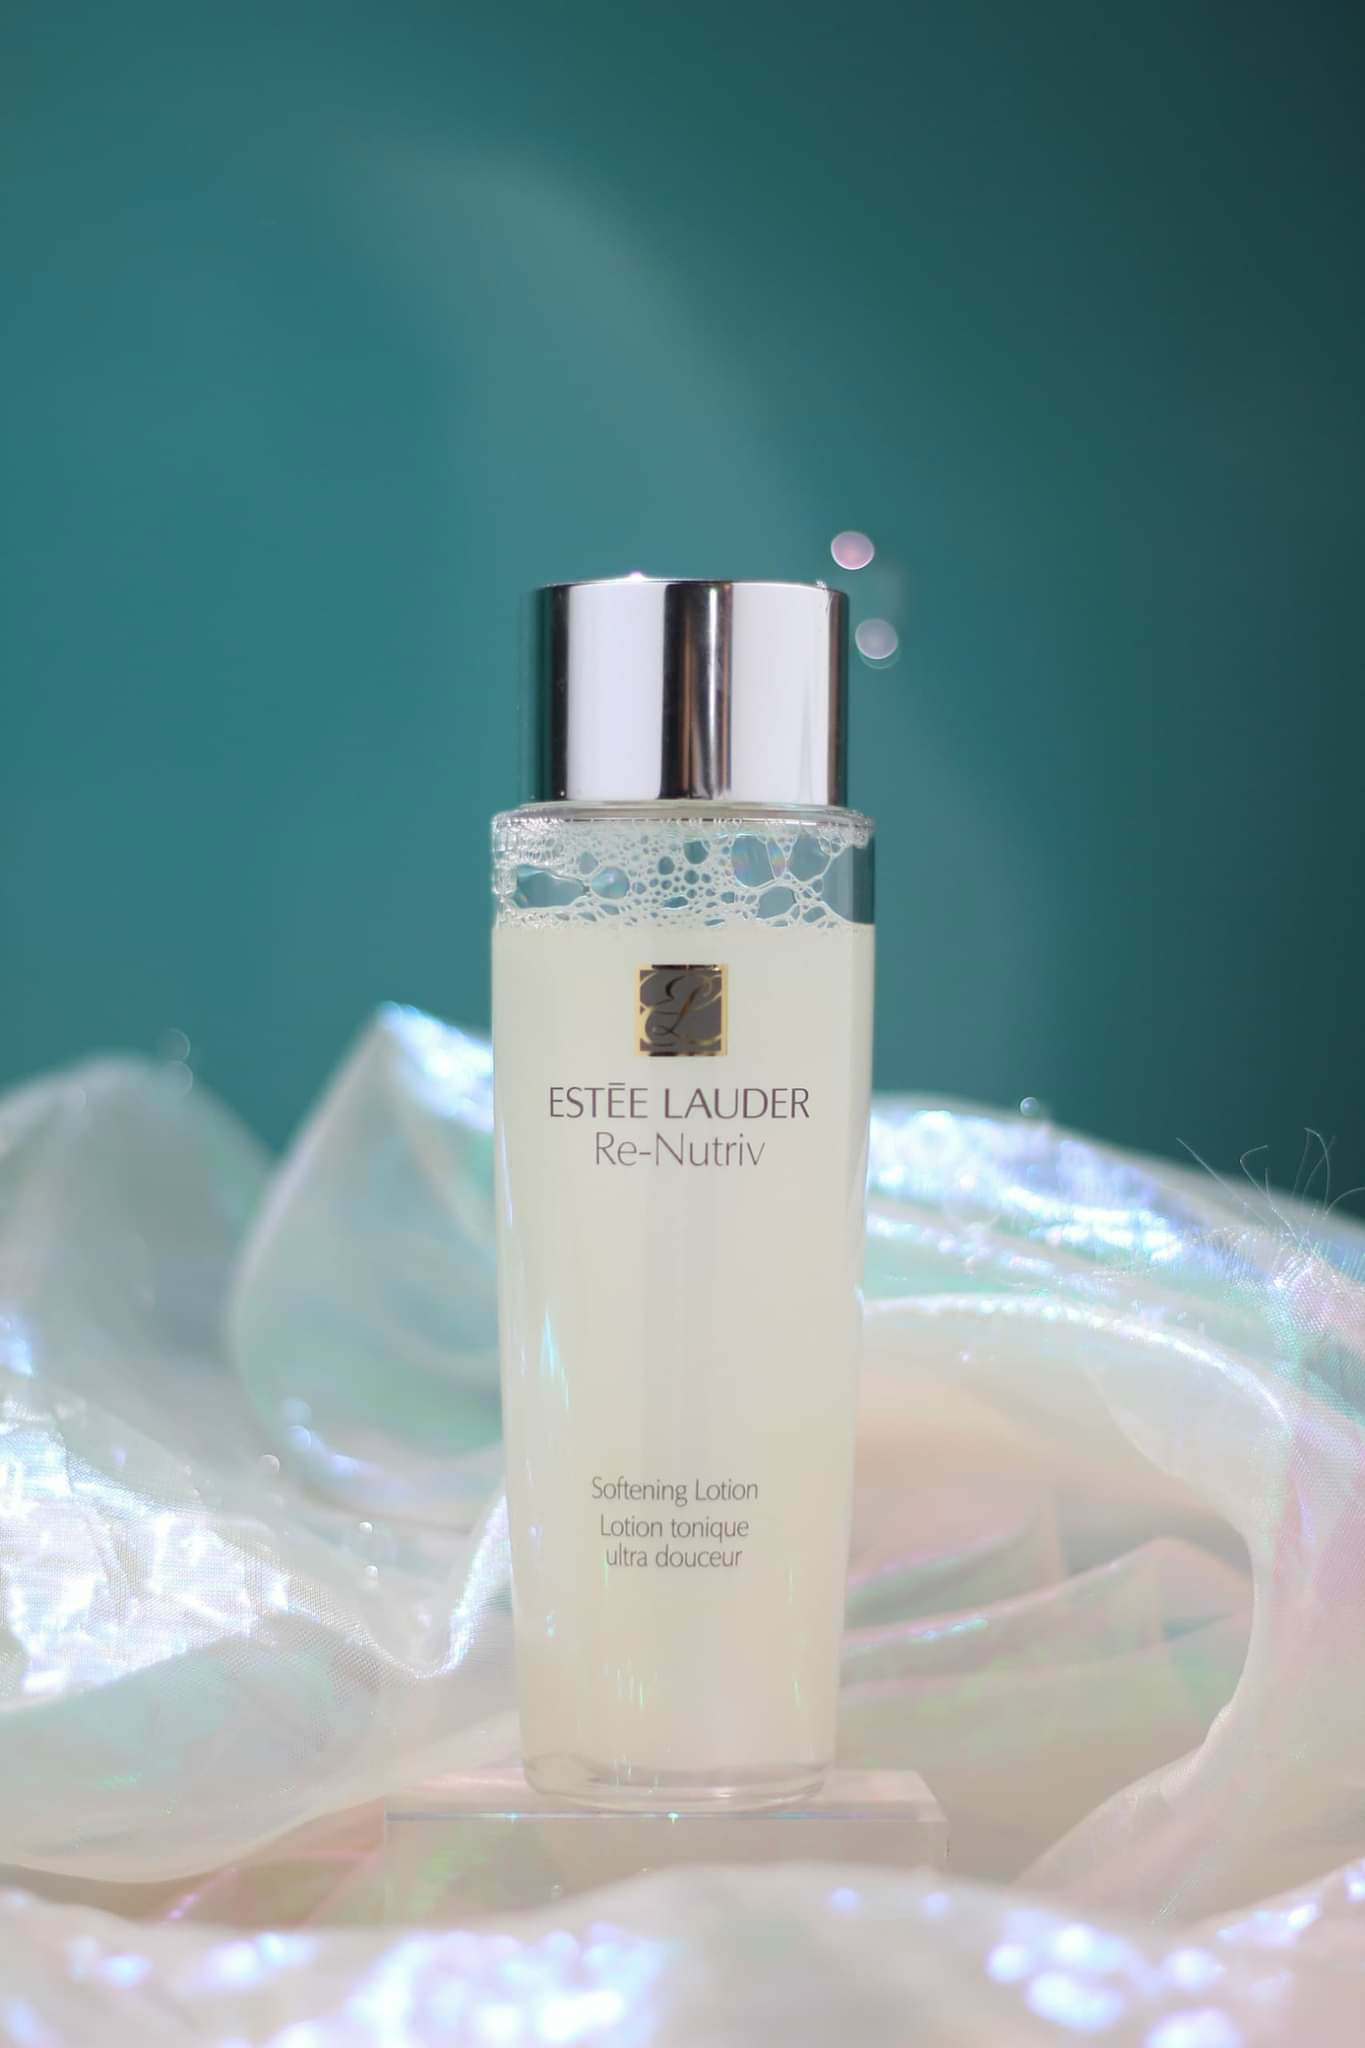 ESTĒE LAUDER
Re-Nutriv
Softening Lotion
Lotion tonique
ultra douceur